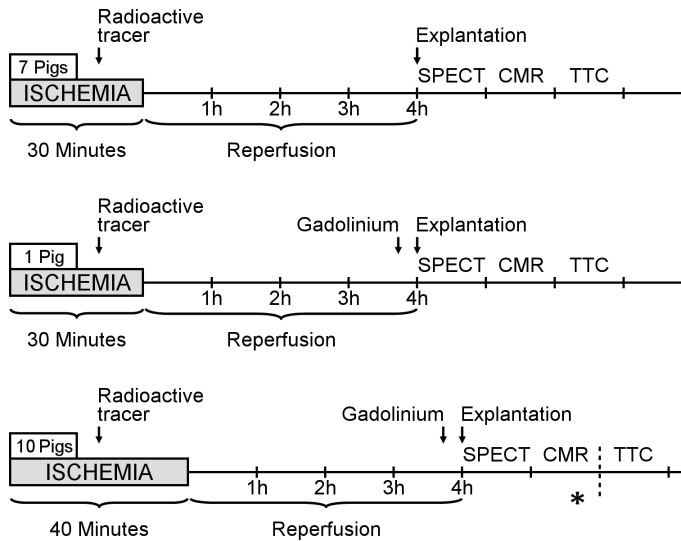 Radioactive
tracer
Explantation
7 Pigs
SPECT CMR TTC
ISCHEMIA
1h 2h 3h 4h
30 Minutes Reperfusion
Radioactive
tracer
Gadolinium Explantation
1 Pig
SPECT CMR TTC
ISCHEMIA
1h 2h 3h 4h
30 Minutes Reperfusion
Radioactive
tracer
Gadolinium Explantation
10 Pigs
SPECT CMR TTC
ISCHEMIA
1h 2h 3h 4h
*
40 Minutes Reperfusion